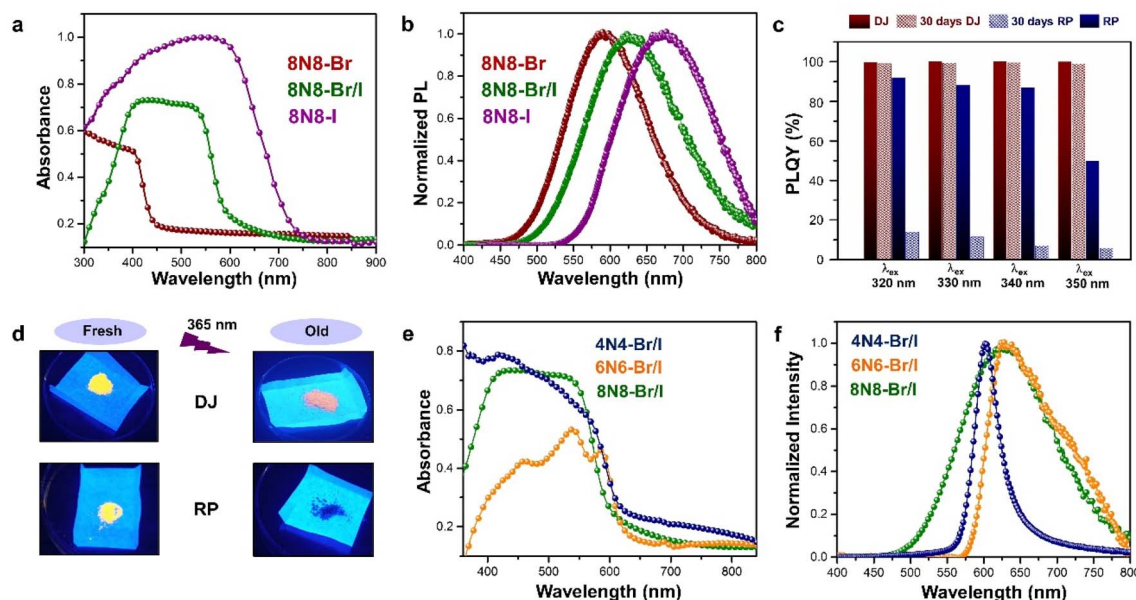 a
Absorbance
1.0
0.8
0.6
0.4
0.2
300 400 500 600 700 800 900
Wavelength (nm)
8N8-Br
8N8-Br/I
8N8-I
b
Normalized PL
1.0
0.8
0.6
0.4
0.2
0.0
400 450 500 550 600 650 700 750 800
Wavelength (nm)
8N8-Br
8N8-Br/I
8N8-I
c
DJ 30 days DJ 30 days RP RP
PLQY (%)
100
80
60
40
20
0
λex λex λex λex
320 nm 330 nm 340 nm 350 nm
d
Fresh 365 nm Old
DJ
RP
e
4N4-Br/I
6N6-Br/I
8N8-Br/I
Absorbance
0.8
0.6
0.4
0.2
400 500 600 700 800
Wavelength (nm)
f
4N4-Br/I
6N6-Br/I
8N8-Br/I
Normalized Intensity
1.0
0.8
0.6
0.4
0.2
0.0
400 450 500 550 600 650 700 750 800
Wavelength (nm)